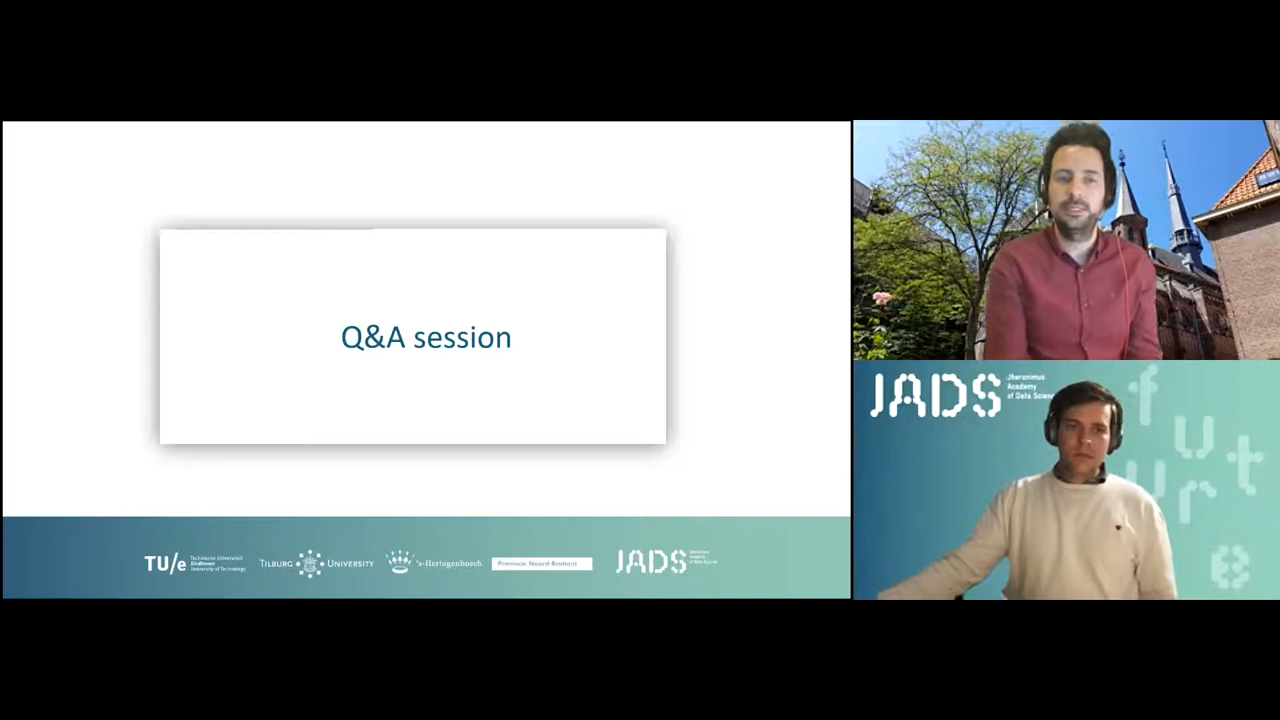 Q&A session
TU/e
Technische Universiteit
Eindhoven
University of Technology
TILBURG UNIVERSITY
's-Hertogenbosch
Provincie Noord-Brabant
JADS
JADS
Jheronimus
Academy
of Data Scienc
f
u
t
u
r
e